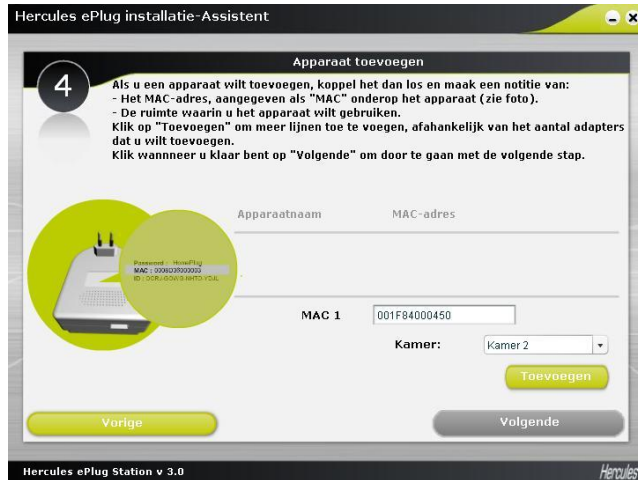 Hercules ePlug installatie-Assistent
Apparaat toevoegen
4
Als u een apparaat wilt toevoegen, koppel het dan los en maak een notitie van:
- Het MAC-adres, aangegeven als "MAC" onderop het apparaat (zie foto).
- De ruimte waarin u het apparaat wilt gebruiken.
Klik op "Toevoegen" om meer lijnen toe te voegen, afahankelijk van het aantal adapters
dat u wilt toevoegen.
Klik wannneer u klaar bent op "Volgende" om door te gaan met de volgende stap.
Apparaatnaam MAC-adres
Password : HomePlug
MAC :
MAC 1 001F84000450
Kamer: Kamer 2
Toevoegen
Vorige Volgende
Hercules ePlug Station v 3.0 Hercules